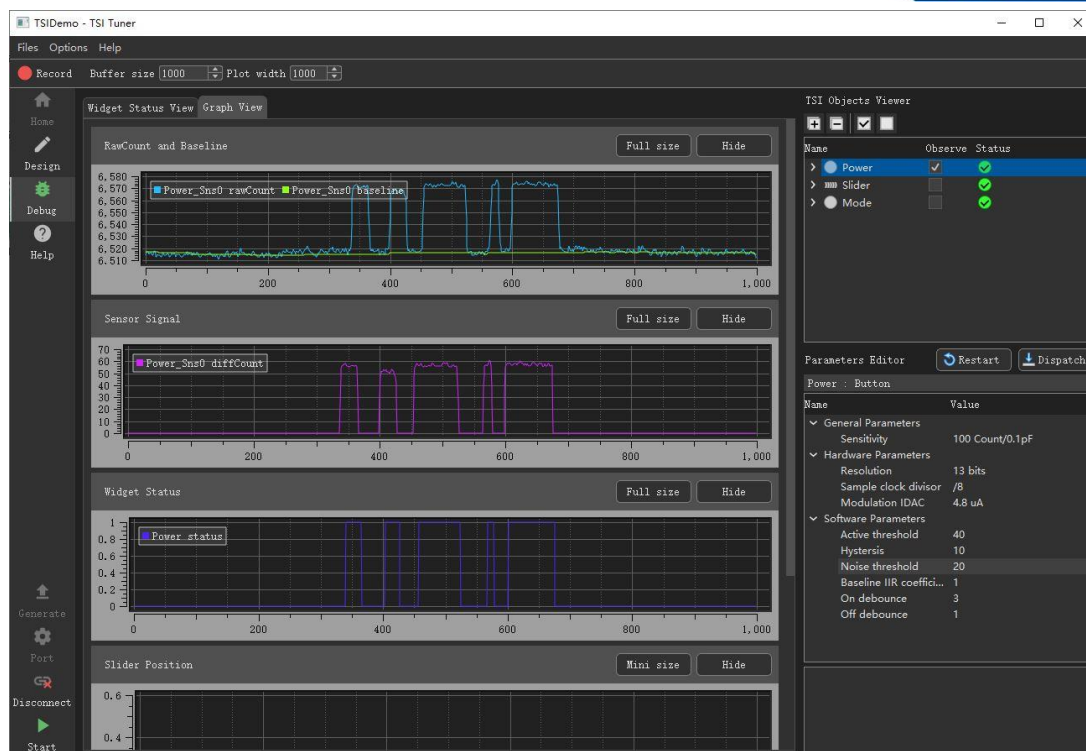 TSIDemo - TSI Tuner
Files Options Help
Record Buffer size 1000 Plot width 1000
Home
Design
Debug
Help
Generate
Port
Disconnect
Start
Widget Status View Graph View
RawCount and Baseline Full size Hide
Power_Sns0 rawCount Power_Sns0 baseline
6.580
6.570
6.560
6.550
6.540
6.530
6.520
6.510
0 200 400 600 800 1,000
Sensor Signal Full size Hide
Power_Sns0 diffCount
70
60
50
40
30
20
10
0
0 200 400 600 800 1,000
Widget Status Full size Hide
Power status
1
0.8
0.6
0.4
0.2
0
0 200 400 600 800 1,000
Slider Position Mini size Hide
0.6
0.4
TSI Objects Viewer
Name Observe Status
Power
Slider
Mode
Parameters Editor Restart Dispatch
Power : Button
Name Value
General Parameters
Sensitivity 100 Count/0.1pF
Hardware Parameters
Resolution 13 bits
Sample clock divisor /8
Modulation IDAC 4.8 uA
Software Parameters
Active threshold 40
Hystersis 10
Noise threshold 20
Baseline IIR coeffici... 1
On debounce 3
Off debounce 1